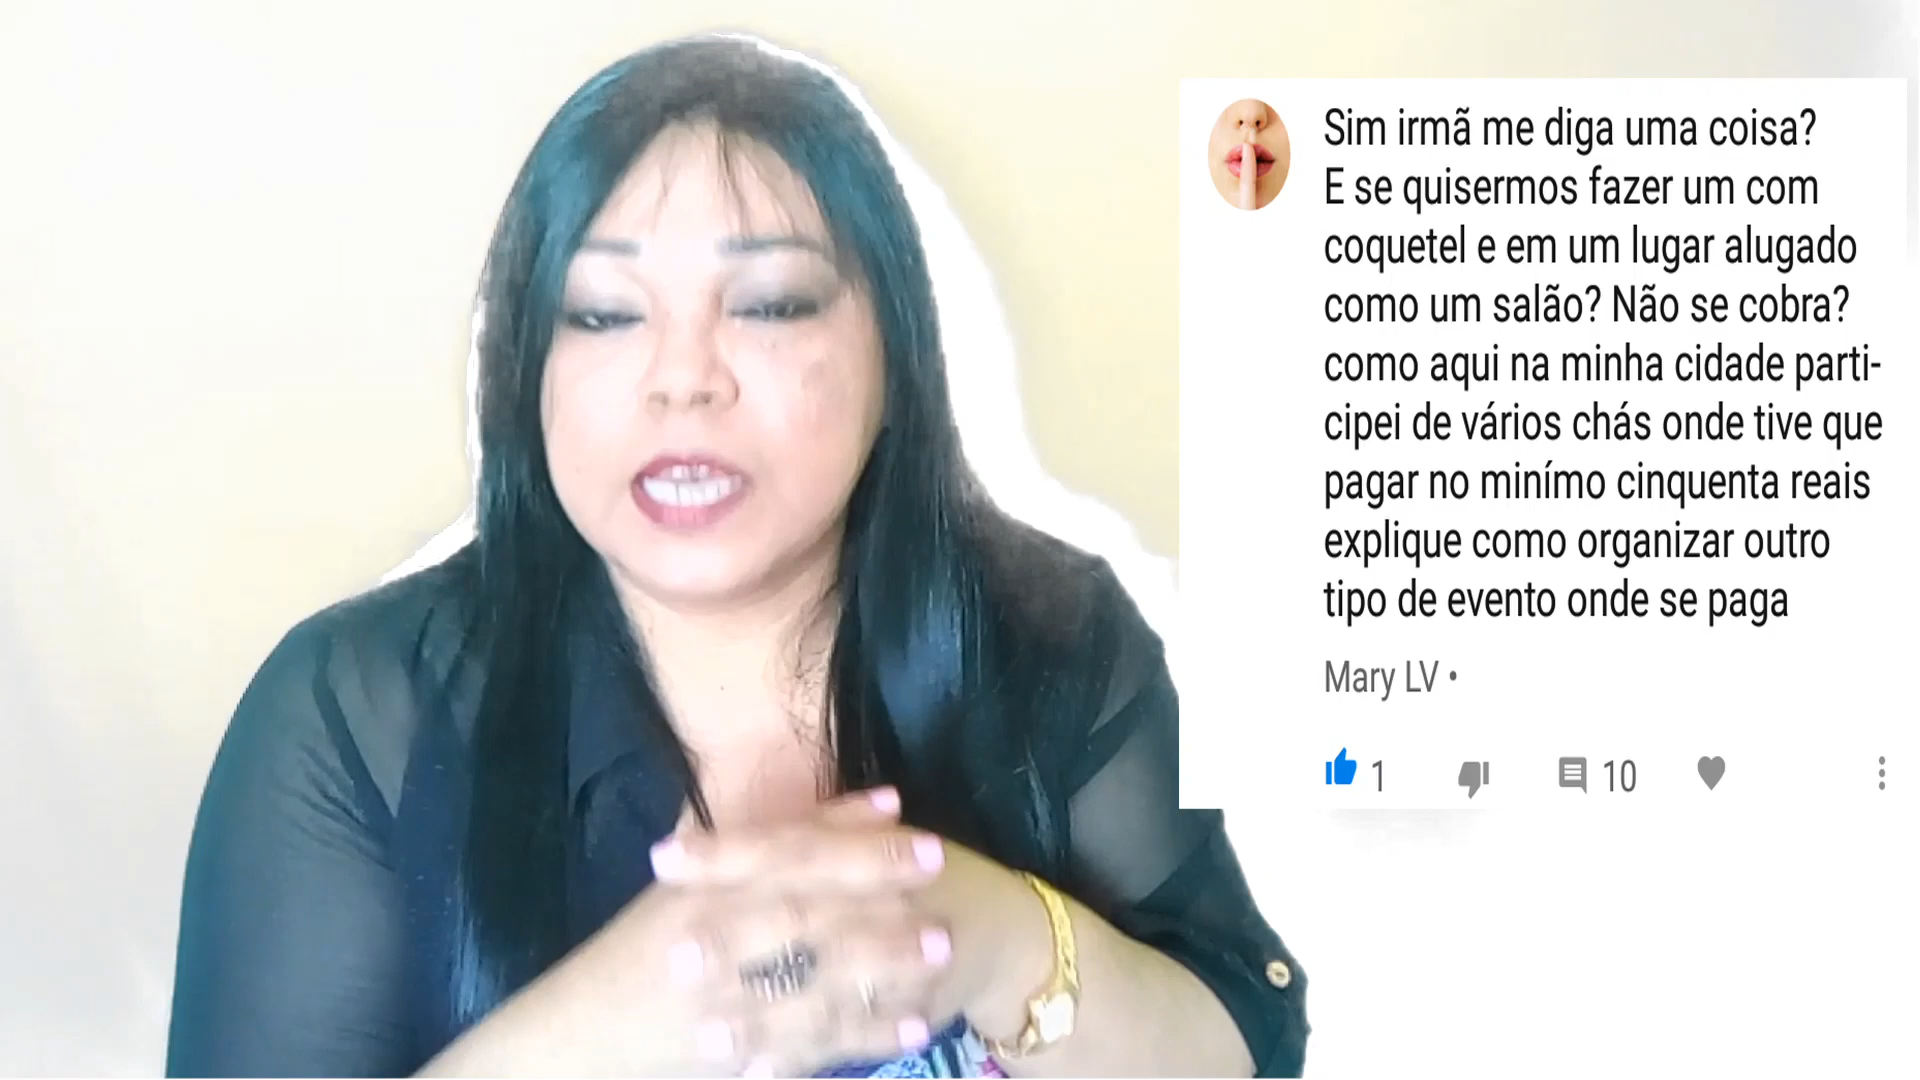 Sim irmã me diga uma coisa?
E se quisermos fazer um com
coquetel e em um lugar alugado
como um salão? Não se cobra?
como aqui na minha cidade parti-
cipei de vários chás onde tive que
pagar no minímo cinquenta reais
explique como organizar outro
tipo de evento onde se paga
Mary LV •
1 10